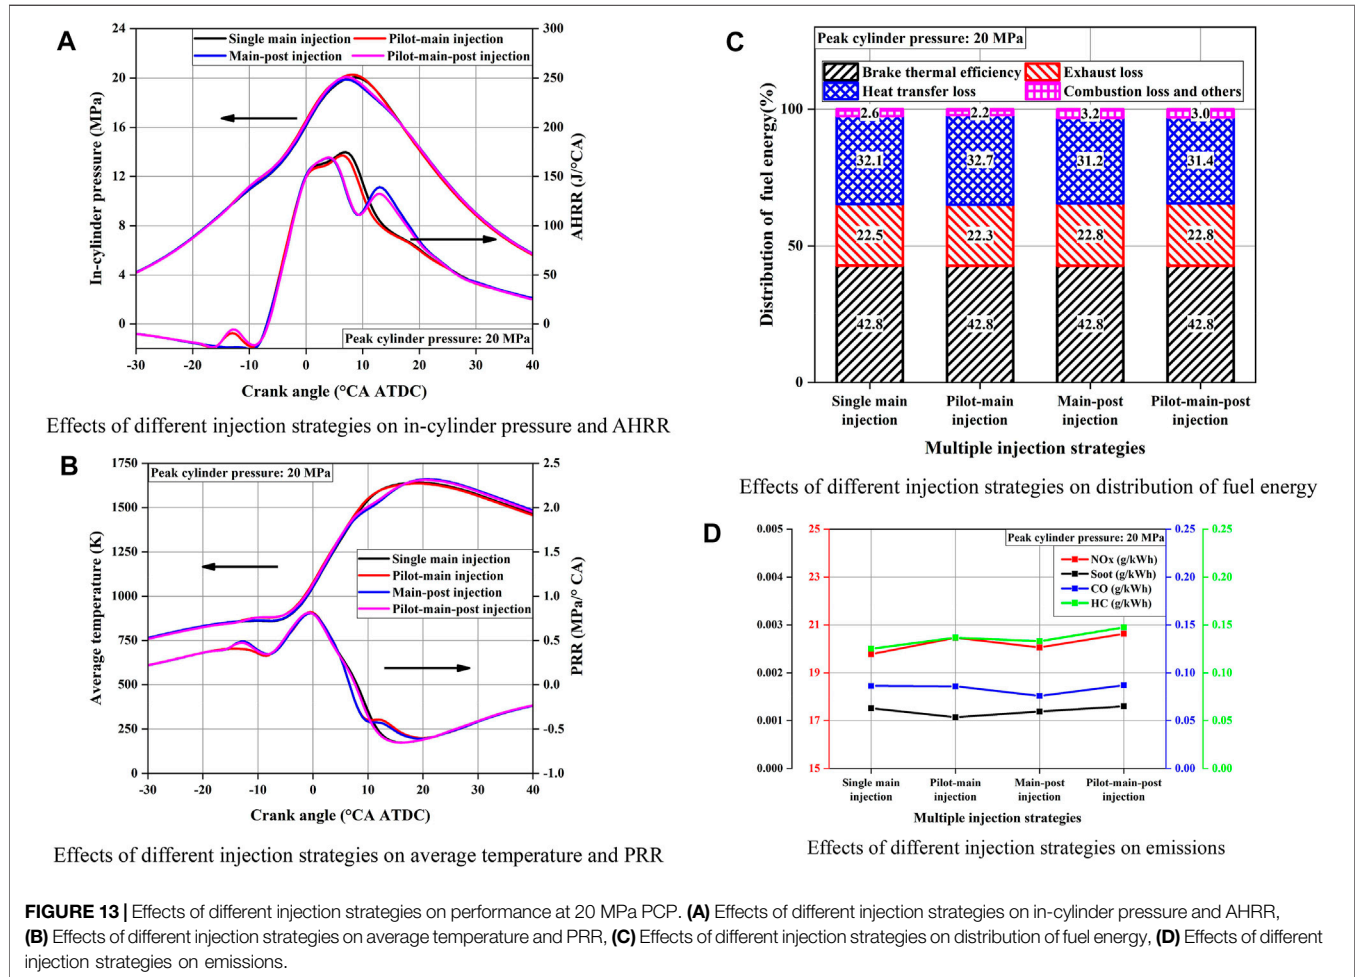 A
Single main injection
Pilot-main injection
Main-post injection
Pilot-main-post injection
24
20
16
12
8
4
0
In-cylinder pressure (MPa)
300
250
200
150
100
50
0
AHRR (J/°CA)
Peak cylinder pressure: 20 MPa
-30 -20 -10 0 10 20 30 40
Crank angle (°CA ATDC)
Effects of different injection strategies on in-cylinder pressure and AHRR
B
Peak cylinder pressure: 20 MPa
1750
1500
1250
1000
750
500
250
0
Average temperature (K)
Single main injection
Pilot-main injection
Main-post injection
Pilot-main-post injection
2.5
2.0
1.5
1.0
0.5
0.0
-0.5
-1.0
PRR (MPa/° CA)
-30 -20 -10 0 10 20 30 40
Crank angle (°CA ATDC)
Effects of different injection strategies on average temperature and PRR
C
Peak cylinder pressure: 20 MPa
Brake thermal efficiency
Exhaust loss
Heat transfer loss
Combustion loss and others
100
50
0
Distribution of fuel energy(%)
2.6 2.2 3.2 3.0
32.1 32.7 31.2 31.4
22.5 22.3 22.8 22.8
42.8 42.8 42.8 42.8
Single main injection
Pilot-main injection
Main-post injection
Pilot-main-post injection
Multiple injection strategies
Effects of different injection strategies on distribution of fuel energy
D
Peak cylinder pressure: 20 MPa
NOx (g/kWh)
Soot (g/kWh)
CO (g/kWh)
HC (g/kWh)
0.005
0.004
0.003
0.002
0.001
0.000
25
23
21
19
17
15
0.25
0.20
0.15
0.10
0.05
0.00
0.25
0.20
0.15
0.10
0.05
0.00
Single main injection
Pilot-main injection
Main-post injection
Pilot-main-post injection
Multiple injection strategies
Effects of different injection strategies on emissions
FIGURE 13 | Effects of different injection strategies on performance at 20 MPa PCP. (A) Effects of different injection strategies on in-cylinder pressure and AHRR,
(B) Effects of different injection strategies on average temperature and PRR, (C) Effects of different injection strategies on distribution of fuel energy, (D) Effects of different
injection strategies on emissions.